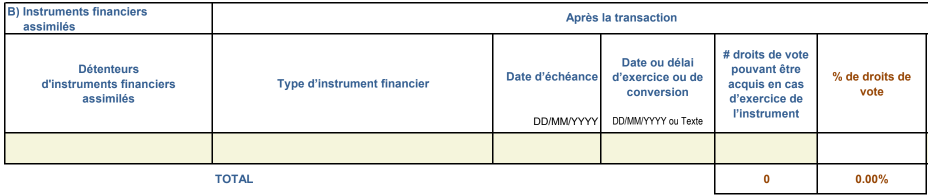 B) Instruments financiers
assimilés
Après la transaction
Détenteurs
d'instruments financiers
assimilés
Type d'instrument financier
Date d'échéance
DD/MM/YYYY
Date ou délai
d'exercice ou de
conversion
DD/MM/YYYY ou Texte
# droits de vote
pouvant être
acquis en cas
d'exercice de
l'instrument
% de droits de
vote
TOTAL
0
0.00%